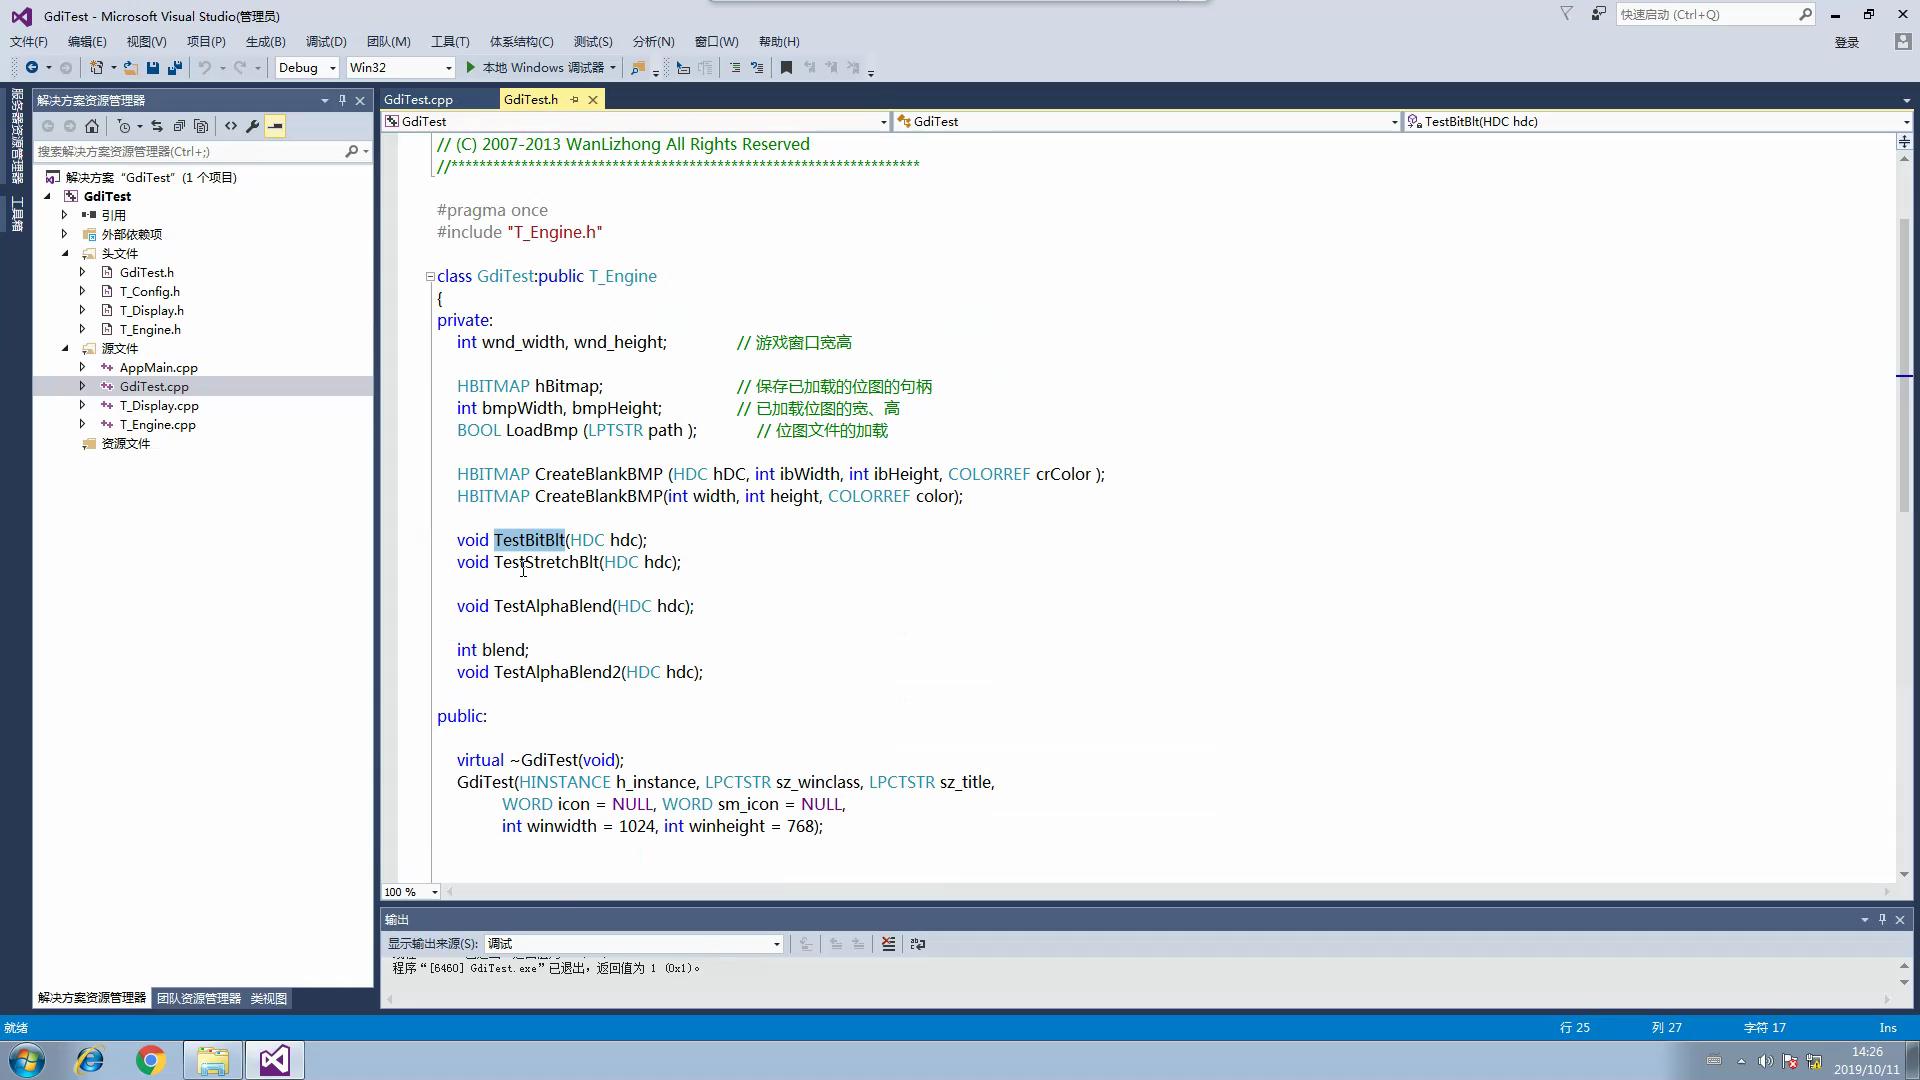 GdiTest - Microsoft Visual Studio(管理员)
快速启动 (Ctrl+Q)
文件(F) 编辑(E) 视图(V) 项目(P) 生成(B) 调试(D) 团队(M) 工具(T) 体系结构(C) 测试(S) 分析(N) 窗口(W) 帮助(H)
登录
Debug Win32 本地 Windows 调试器
服务器资源管理器
工具箱
解决方案资源管理器
搜索解决方案资源管理器(Ctrl+;)
解决方案 “GdiTest” (1 个项目)
GdiTest
引用
外部依赖项
头文件
GdiTest.h
T_Config.h
T_Display.h
T_Engine.h
源文件
AppMain.cpp
GdiTest.cpp
T_Display.cpp
T_Engine.cpp
资源文件
解决方案资源管理器 团队资源管理器 类视图
GdiTest.cpp GdiTest.h
GdiTest GdiTest TestBitBlt(HDC hdc)
// (C) 2007-2013 WanLizhong All Rights Reserved
#pragma once
#include "T_Engine.h"
class GdiTest:public T_Engine
{
private:
int wnd_width, wnd_height; // 游戏窗口宽高
HBITMAP hBitmap; // 保存已加载的位图的句柄
int bmpWidth, bmpHeight; // 已加载位图的宽、高
BOOL LoadBmp (LPTSTR path ); // 位图文件的加载
HBITMAP CreateBlankBMP (HDC hDC, int ibWidth, int ibHeight, COLORREF crColor );
HBITMAP CreateBlankBMP(int width, int height, COLORREF color);
void TestBitBlt(HDC hdc);
void TestStretchBlt(HDC hdc);
void TestAlphaBlend(HDC hdc);
int blend;
void TestAlphaBlend2(HDC hdc);
public:
virtual ~GdiTest(void);
GdiTest(HINSTANCE h_instance, LPCTSTR sz_winclass, LPCTSTR sz_title,
WORD icon = NULL, WORD sm_icon = NULL,
int winwidth = 1024, int winheight = 768);
100 %
输出
显示输出来源(S): 调试
程序“[6460] GdiTest.exe”已退出，返回值为 1 (0x1)。
就绪 行 25 列 27 字符 17 Ins
14:26
2019/10/11